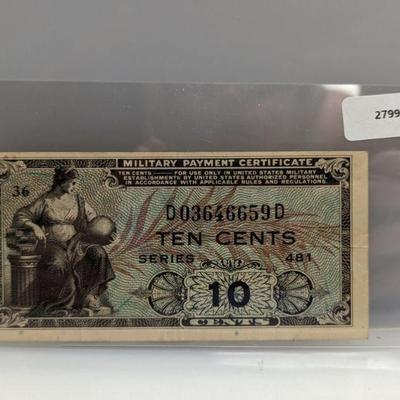 2799
MILITARY PAYMENT CERTIFICATE
TEN CENTS — FOR USE ONLY IN UNITED STATES MILITARY
ESTABLISHMENTS BY UNITED STATES AUTHORIZED PERSONNEL
IN ACCORDANCE WITH APPLICABLE RULES AND REGULATIONS.
36
D03646659D
TEN CENTS
SERIES 481
10
CENTS